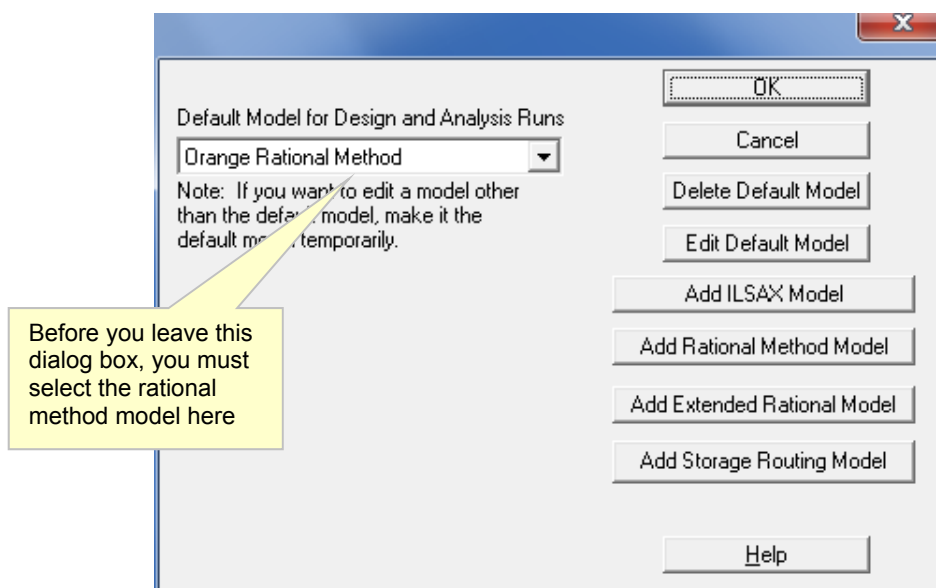 X
OK
Default Model for Design and Analysis Runs
Cancel
Orange Rational Method
Note: If you want to edit a model other
than the default model, make it the
default model temporarily.
Delete Default Model
Edit Default Model
Add ILSAX Model
Before you leave this
dialog box, you must
select the rational
method model here
Add Rational Method Model
Add Extended Rational Model
Add Storage Routing Model
Help